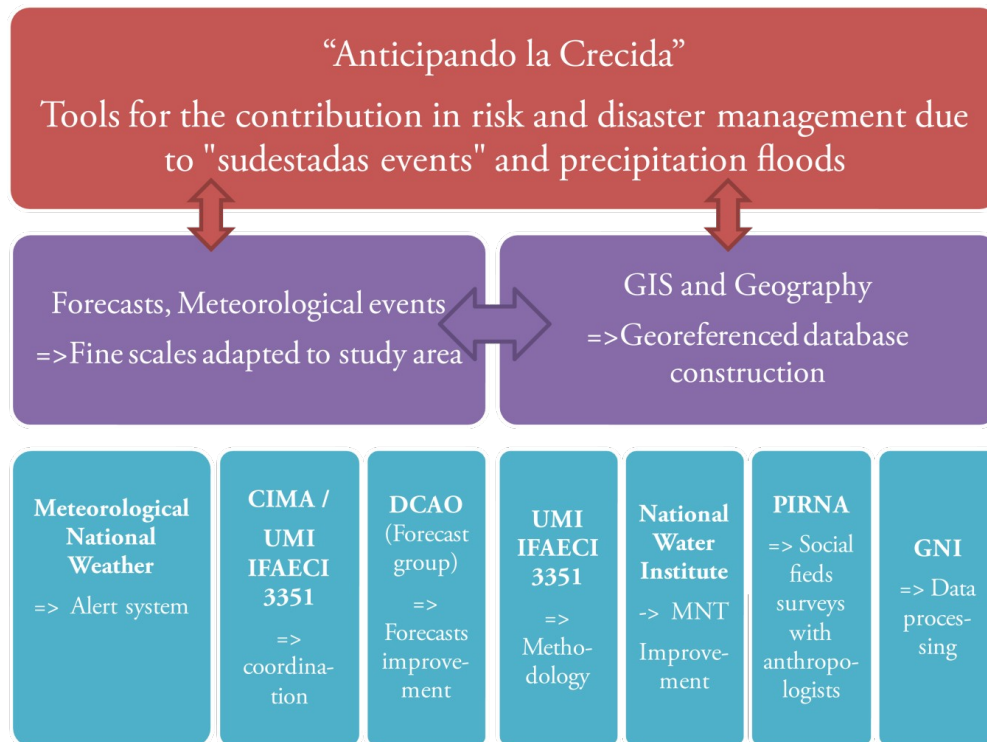 “Anticipando la Crecida”
Tools for the contribution in risk and disaster management due
to "sudestadas events" and precipitation floods
Forecasts, Meteorological events
=>Fine scales adapted to study area
GIS and Geography
=>Georeferenced database
construction
Meteorological
National
Weather
=> Alert system
CIMA /
UMI
IFAECI
3351
=>
coordina-
tion
DCAO
(Forecast
group)
=>
Forecasts
improve-
ment
UMI
IFAECI
3351
=>
Metho-
dology
National
Water
Institute
-> MNT
Improve-
ment
PIRNA
=> Social
fieds
surveys
with
anthropo-
logists
GNI
=> Data
proces-
sing